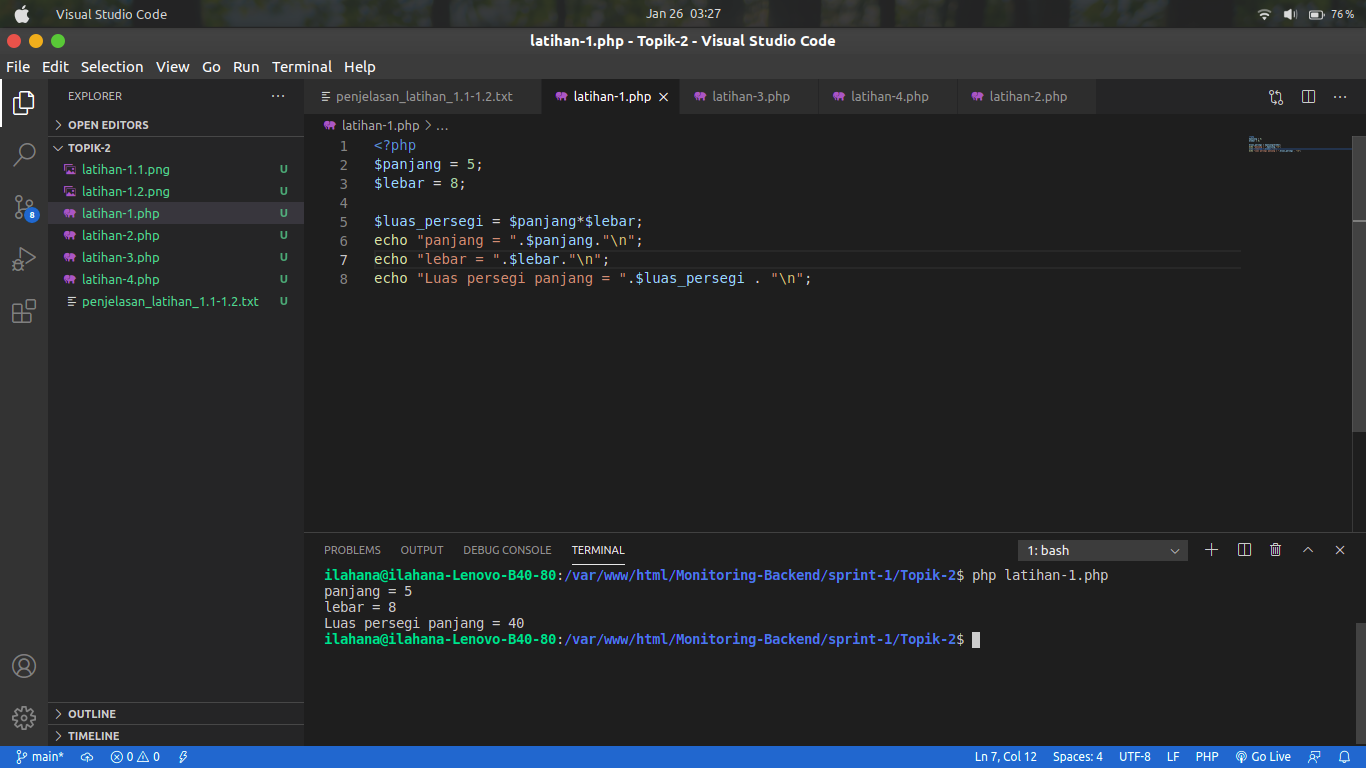 Visual Studio Code
Jan 26 03:27
76%
latihan-1.php - Topik-2 - Visual Studio Code
File Edit Selection View Go Run Terminal Help
EXPLORER
OPEN EDITORS
TOPIK-2
latihan-1.1.png U
latihan-1.2.png U
latihan-1.php U
latihan-2.php U
latihan-3.php U
latihan-4.php U
penjelasan_latihan_1.1-1.2.txt U
8
OUTLINE
TIMELINE
penjelasan_latihan_1.1-1.2.txt latihan-1.php latihan-3.php latihan-4.php latihan-2.php
latihan-1.php > ...
1 <?php
2 $panjang = 5;
3 $lebar = 8;
4
5 $luas_persegi = $panjang*$lebar;
6 echo "panjang = ".$panjang."\n";
7 echo "lebar = ".$lebar."\n";
8 echo "Luas persegi panjang = ".$luas_persegi . "\n";
PROBLEMS OUTPUT DEBUG CONSOLE TERMINAL
1: bash
ilahana@ilahana-Lenovo-B40-80:/var/www/html/Monitoring-Backend/sprint-1/Topik-2$ php latihan-1.php
panjang = 5
lebar = 8
Luas persegi panjang = 40
ilahana@ilahana-Lenovo-B40-80:/var/www/html/Monitoring-Backend/sprint-1/Topik-2$
main* 0 0 Ln 7, Col 12 Spaces: 4 UTF-8 LF PHP Go Live